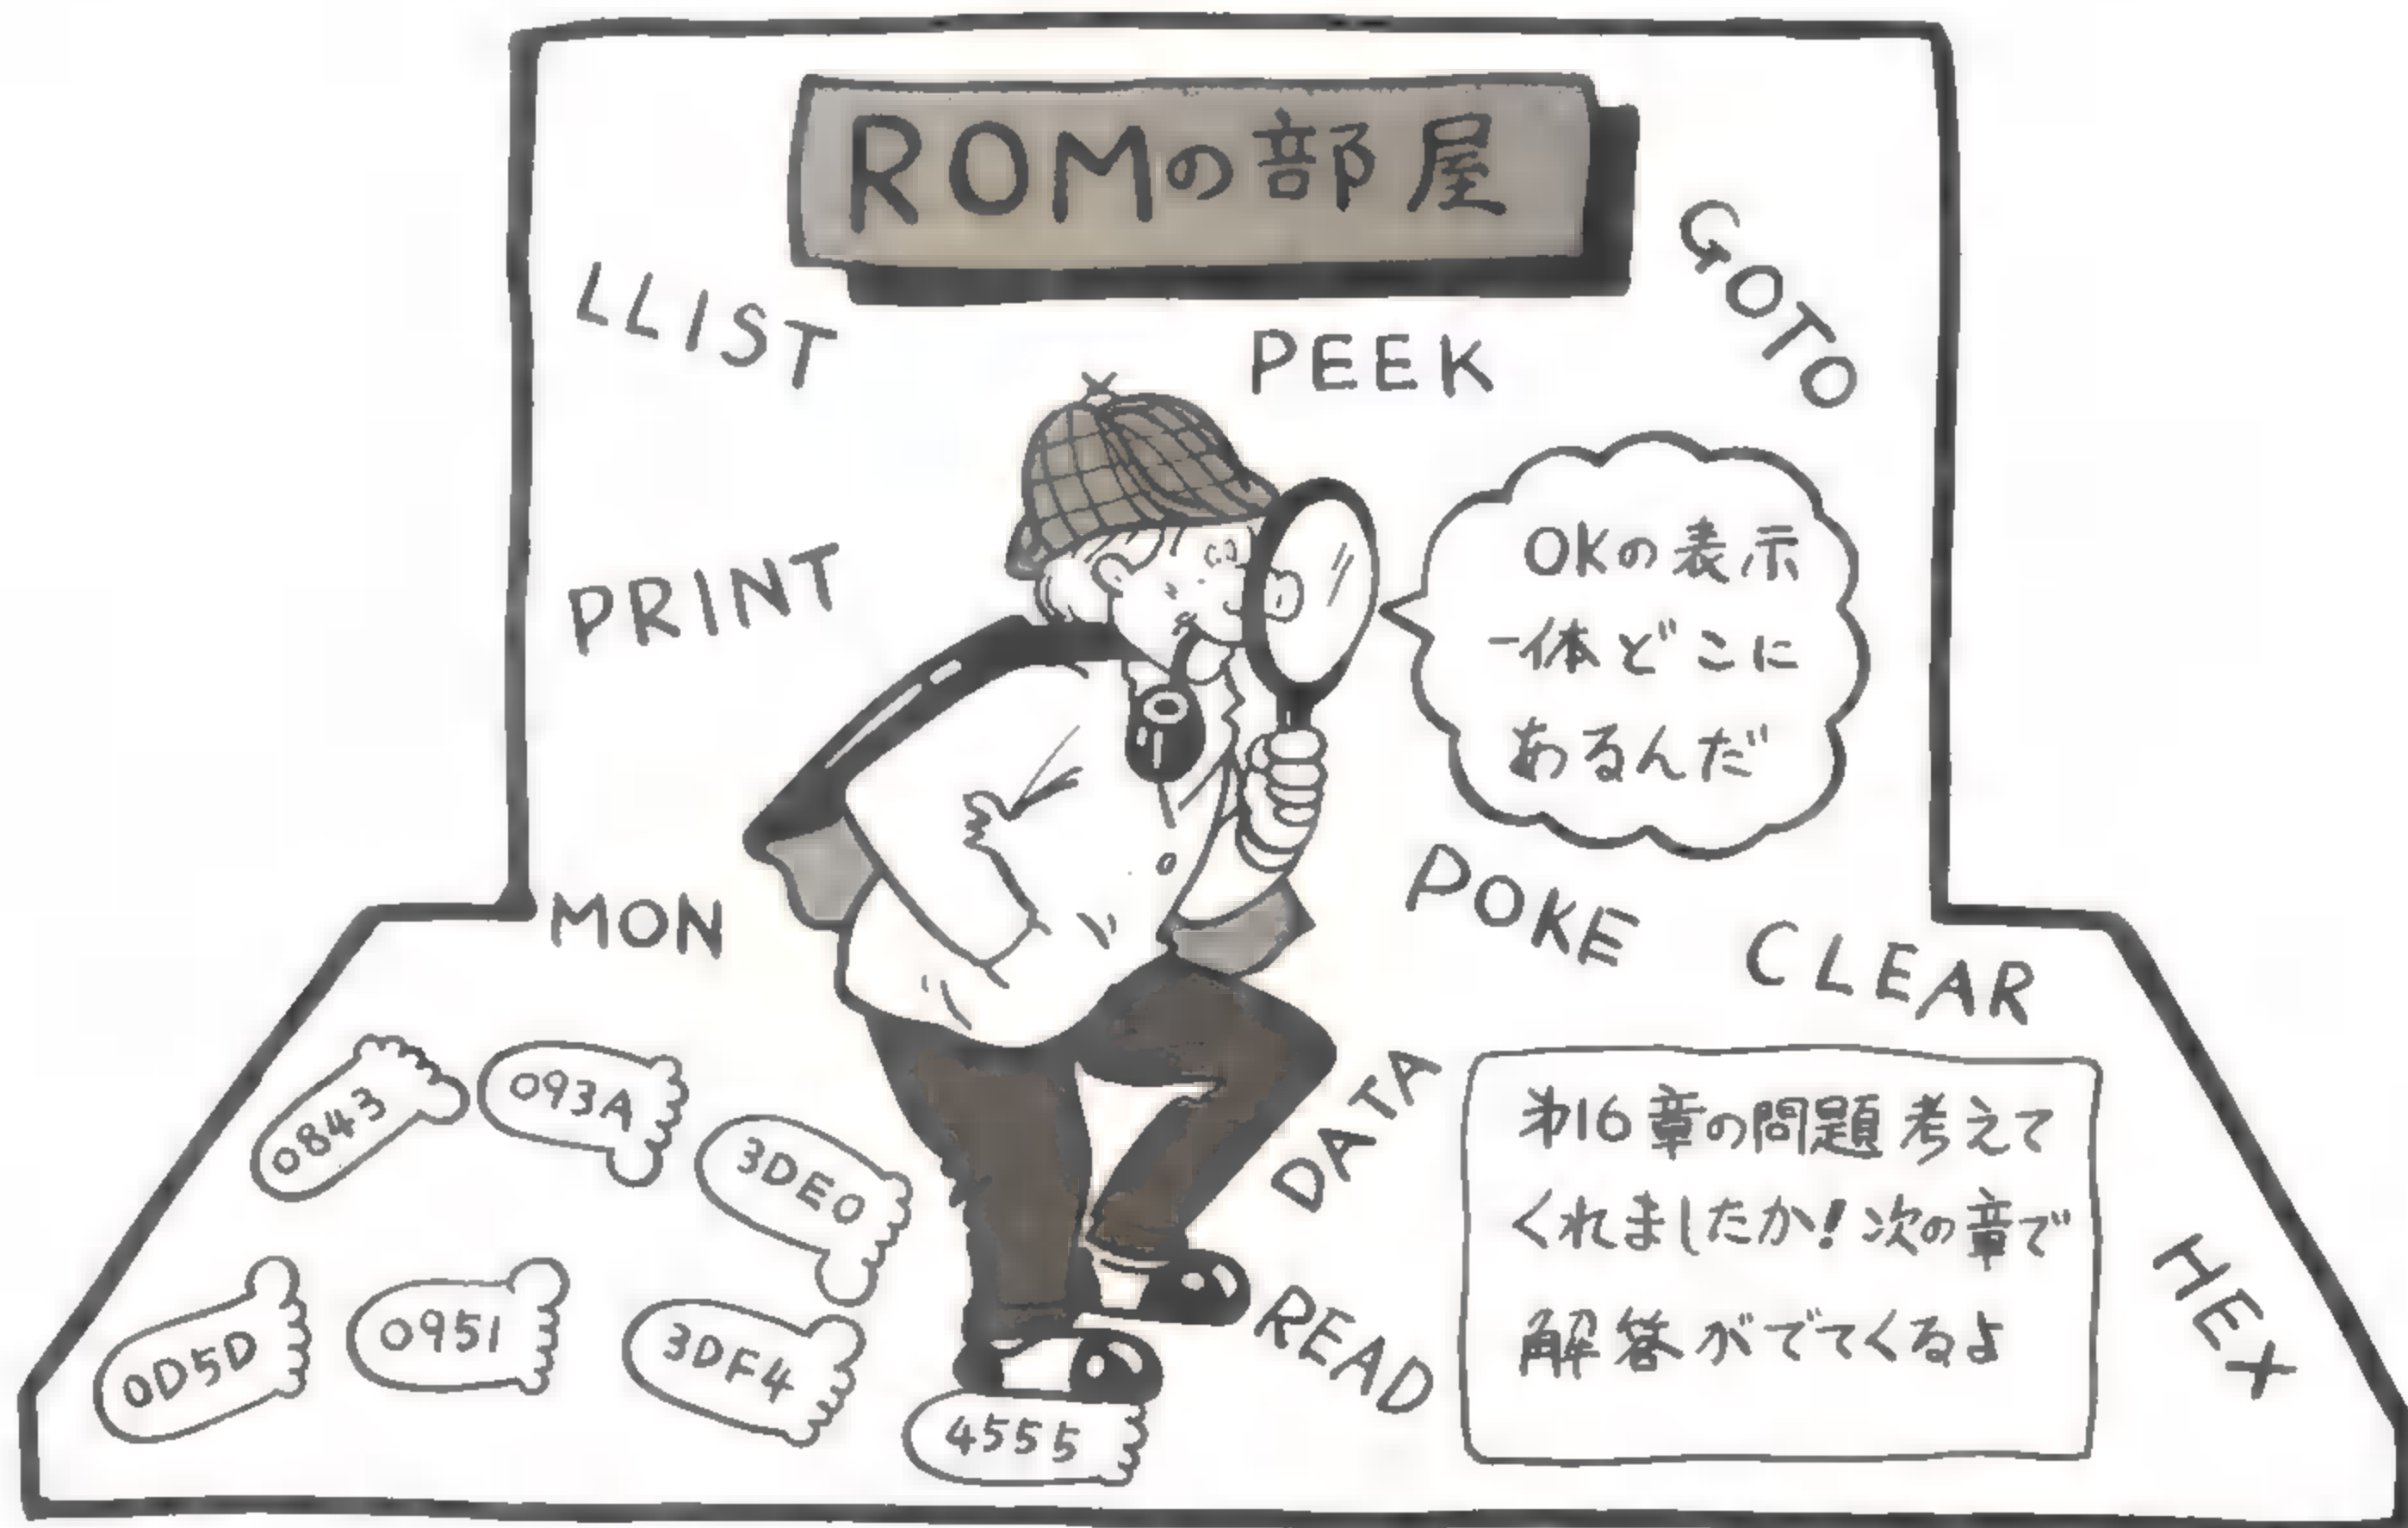 ROMの部屋
GOTO
LLIST
PEEK
OKの表示
一体どこに
あるんだ
PRINT
POKE
MON
CLEAR
DATA
第16章の問題考えて
くれましたか!次の章で
解答がでてくるよ
0843
093A
3DE0
HEX
0D5D
0951
3DF4
READ
4555